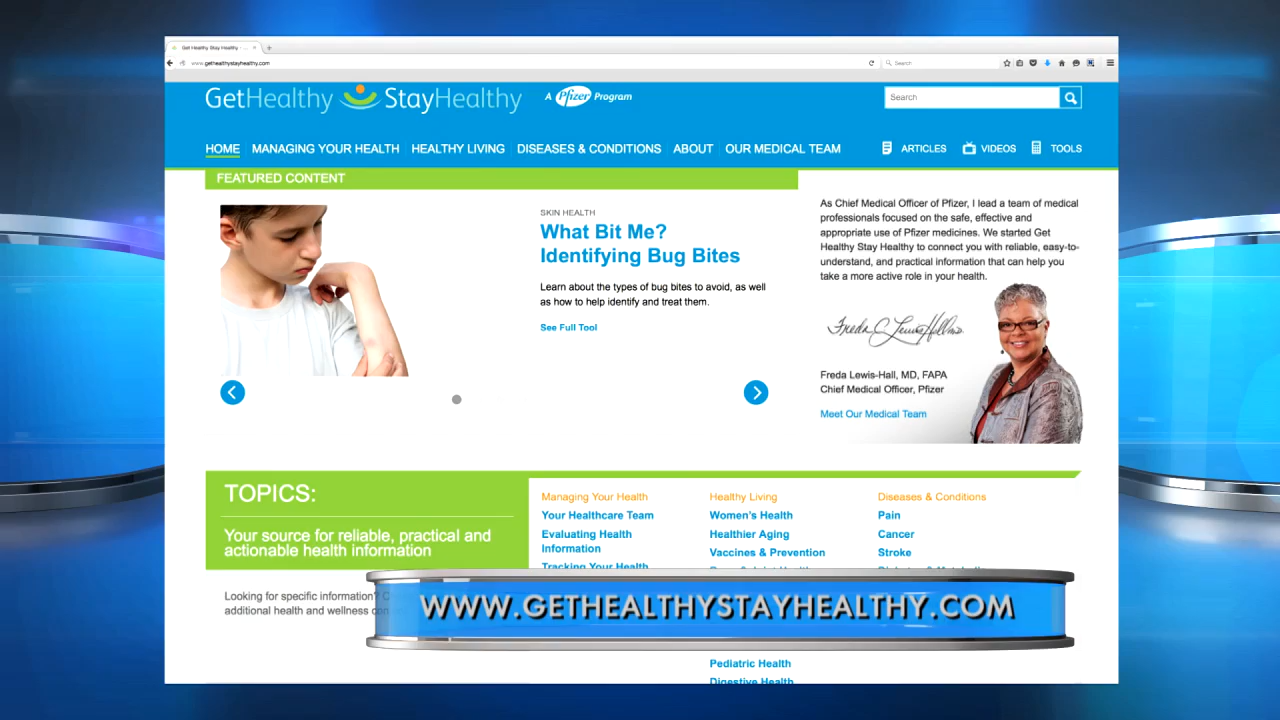 Get Healthy Stay Healthy - ...
www.gethealthystayhealthy.com
Search
GetHealthy StayHealthy
A Pfizer Program
Search
HOME MANAGING YOUR HEALTH HEALTHY LIVING DISEASES & CONDITIONS ABOUT OUR MEDICAL TEAM
ARTICLES VIDEOS TOOLS
FEATURED CONTENT
SKIN HEALTH
What Bit Me?
Identifying Bug Bites
Learn about the types of bug bites to avoid, as well
as how to help identify and treat them.
See Full Tool
As Chief Medical Officer of Pfizer, I lead a team of medical
professionals focused on the safe, effective and
appropriate use of Pfizer medicines. We started Get
Healthy Stay Healthy to connect you with reliable, easy-to-
understand, and practical information that can help you
take a more active role in your health.
Freda Lewis-Hall, MD, FAPA
Chief Medical Officer, Pfizer
Meet Our Medical Team
TOPICS:
Your source for reliable, practical and
actionable health information
Looking for specific information?
additional health and wellness
Managing Your Health
Your Healthcare Team
Evaluating Health
Information
Tracking Your Health
Healthy Living
Women's Health
Healthier Aging
Vaccines & Prevention
Pediatric Health
Digestive Health
Diseases & Conditions
Pain
Cancer
Stroke
WWW.GETHEALTHYSTAYHEALTHY.COM